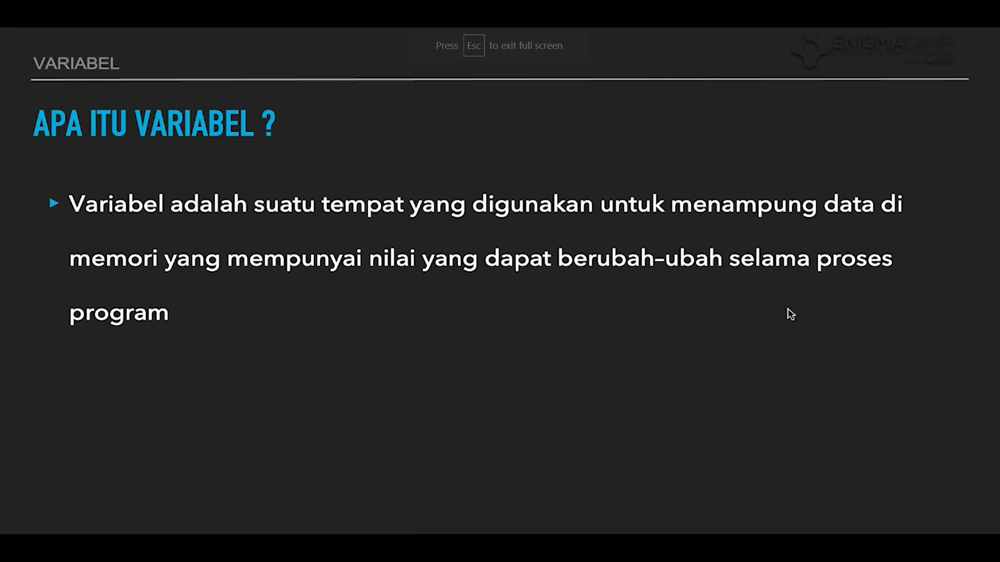 Press Esc to exit full screen
ENIGMACAMP
VARIABEL
APA ITU VARIABEL ?
Variabel adalah suatu tempat yang digunakan untuk menampung data di
memori yang mempunyai nilai yang dapat berubah-ubah selama proses
program